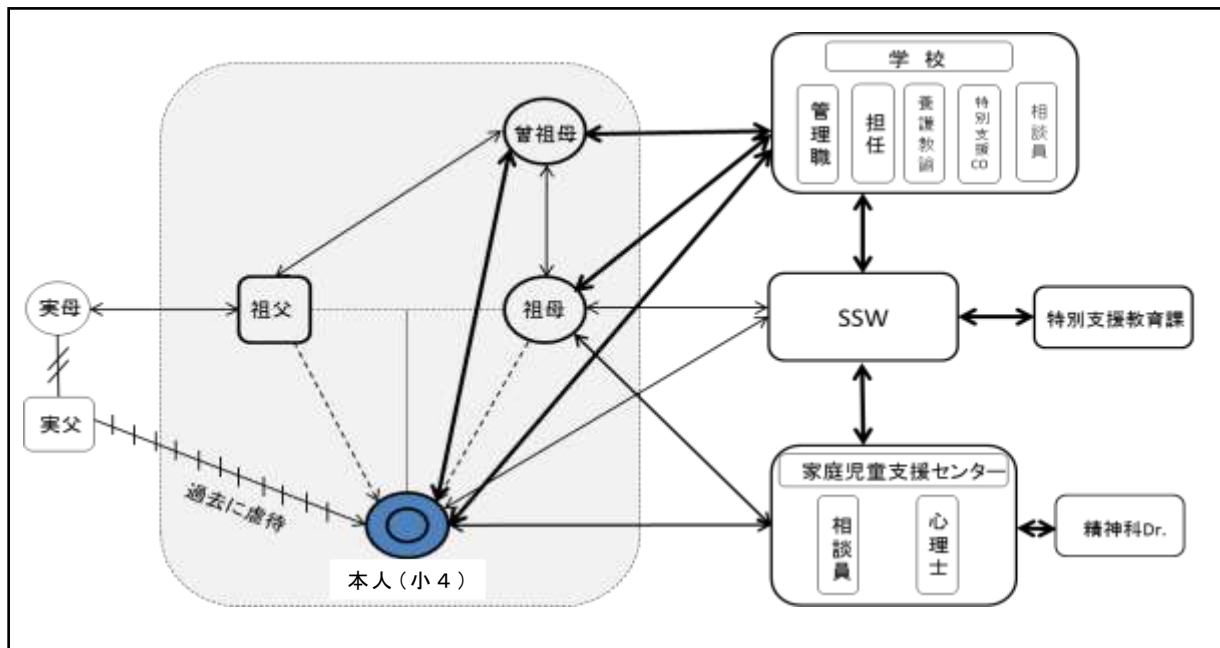 学校
管理職
担任
養護教諭
特別支援CO
相談員
曾祖母
実母
祖父
祖母
SSW
特別支援教育課
実父
過去に虐待
家庭児童支援センター
相談員
心理士
精神科Dr.
本人(小4)